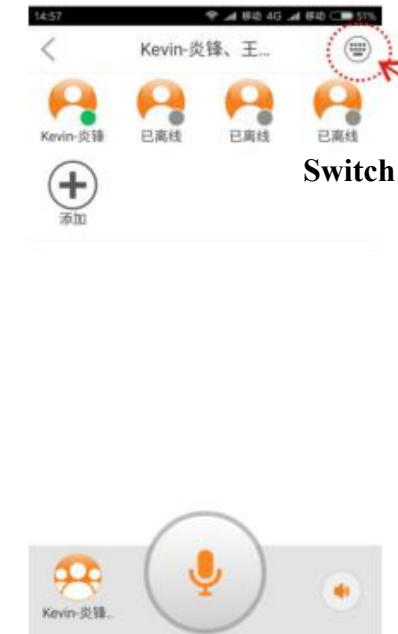 14:57 移动 4G 移动 51%
Kevin-炎锋、王...
Kevin-炎锋 已离线 已离线 已离线
Switch
添加
Kevin-炎锋..